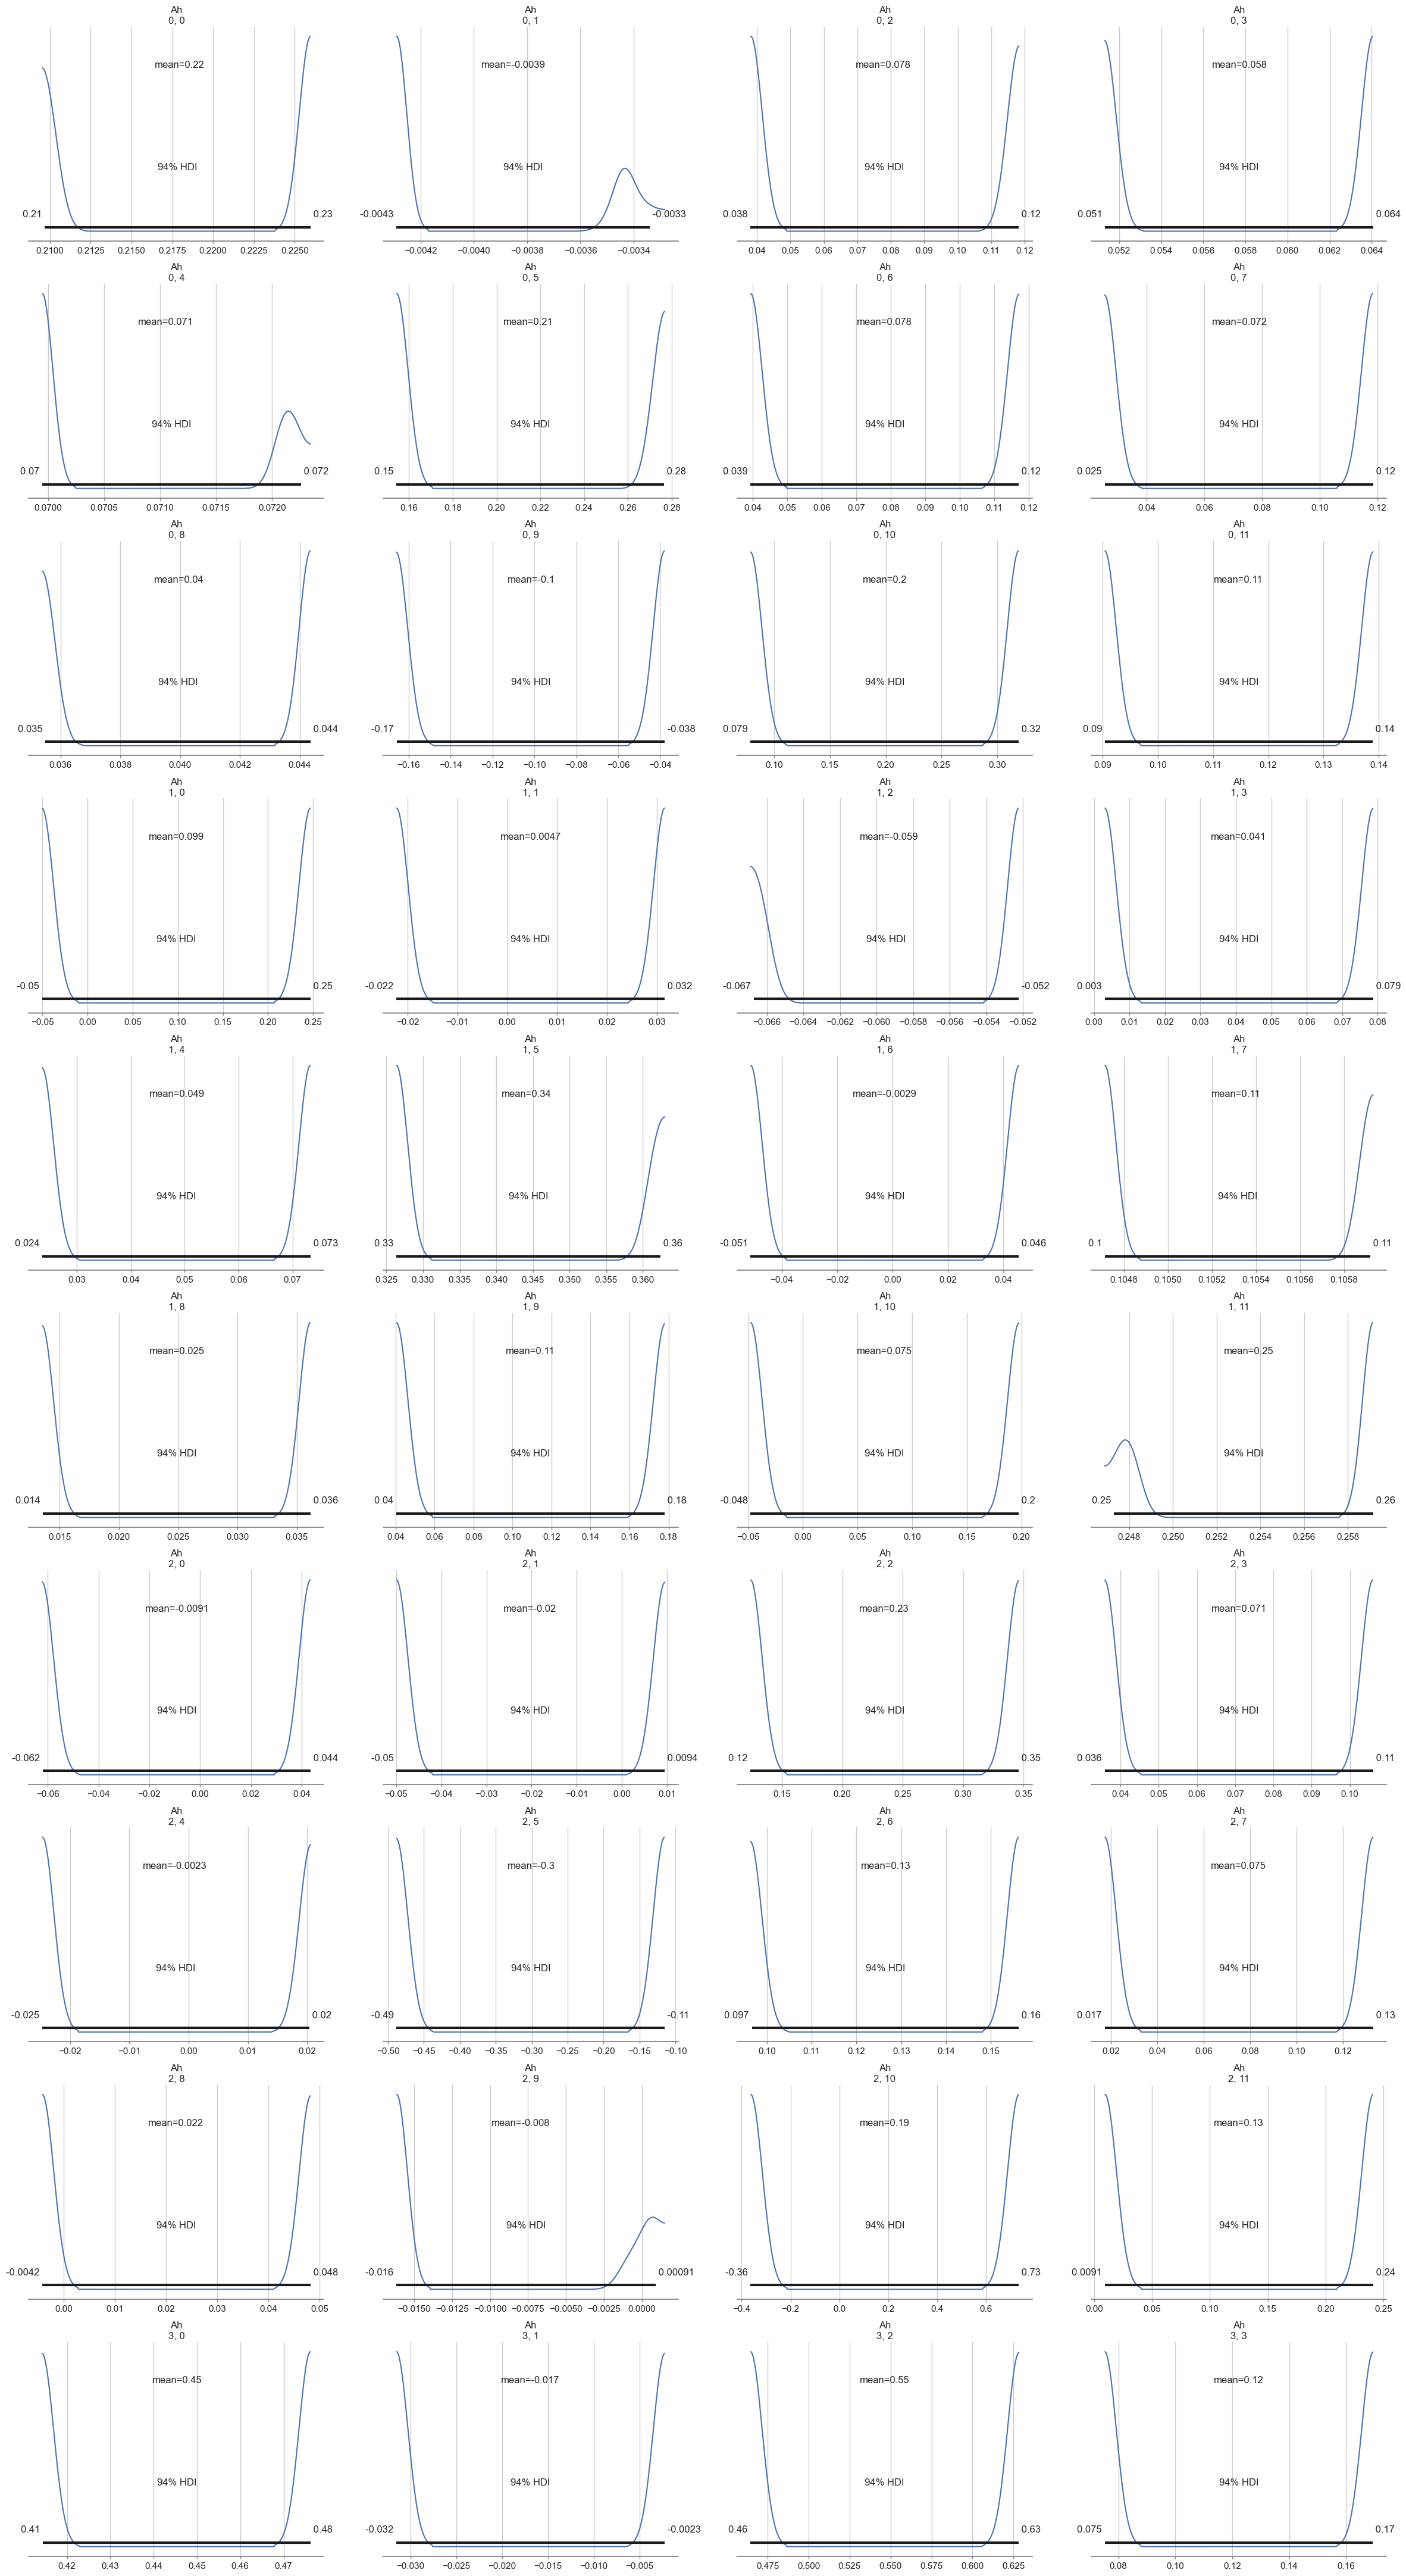 Ah
0, 0
mean=0.22
94% HDI
0.21 0.23
0.2100 0.2125 0.2150 0.2175 0.2200 0.2225 0.2250
Ah
0, 1
mean=-0.0039
94% HDI
-0.0043 -0.0033
−0.0042 −0.0040 −0.0038 −0.0036 −0.0034
Ah
0, 2
mean=0.078
94% HDI
0.038 0.12
0.04 0.05 0.06 0.07 0.08 0.09 0.10 0.11 0.12
Ah
0, 3
mean=0.058
94% HDI
0.051 0.064
0.052 0.054 0.056 0.058 0.060 0.062 0.064
Ah
0, 4
mean=0.071
94% HDI
0.07 0.072
0.0700 0.0705 0.0710 0.0715 0.0720
Ah
0, 5
mean=0.21
94% HDI
0.15 0.28
0.16 0.18 0.20 0.22 0.24 0.26 0.28
Ah
0, 6
mean=0.078
94% HDI
0.039 0.12
0.04 0.05 0.06 0.07 0.08 0.09 0.10 0.11 0.12
Ah
0, 7
mean=0.072
94% HDI
0.025 0.12
0.04 0.06 0.08 0.10 0.12
Ah
0, 8
mean=0.04
94% HDI
0.035 0.044
0.036 0.038 0.040 0.042 0.044
Ah
0, 9
mean=-0.1
94% HDI
-0.17 -0.038
−0.16 −0.14 −0.12 −0.10 −0.08 −0.06 −0.04
Ah
0, 10
mean=0.2
94% HDI
0.079 0.32
0.10 0.15 0.20 0.25 0.30
Ah
0, 11
mean=0.11
94% HDI
0.09 0.14
0.09 0.10 0.11 0.12 0.13 0.14
Ah
1, 0
mean=0.099
94% HDI
-0.05 0.25
−0.05 0.00 0.05 0.10 0.15 0.20 0.25
Ah
1, 1
mean=0.0047
94% HDI
-0.022 0.032
−0.02 −0.01 0.00 0.01 0.02 0.03
Ah
1, 2
mean=-0.059
94% HDI
-0.067 -0.052
−0.066 −0.064 −0.062 −0.060 −0.058 −0.056 −0.054 −0.052
Ah
1, 3
mean=0.041
94% HDI
0.003 0.079
0.00 0.01 0.02 0.03 0.04 0.05 0.06 0.07 0.08
Ah
1, 4
mean=0.049
94% HDI
0.024 0.073
0.03 0.04 0.05 0.06 0.07
Ah
1, 5
mean=0.34
94% HDI
0.33 0.36
0.325 0.330 0.335 0.340 0.345 0.350 0.355 0.360
Ah
1, 6
mean=-0.0029
94% HDI
-0.051 0.046
−0.04 −0.02 0.00 0.02 0.04
Ah
1, 7
mean=0.11
94% HDI
0.1 0.11
0.1048 0.1050 0.1052 0.1054 0.1056 0.1058
Ah
1, 8
mean=0.025
94% HDI
0.014 0.036
0.015 0.020 0.025 0.030 0.035
Ah
1, 9
mean=0.11
94% HDI
0.04 0.18
0.04 0.06 0.08 0.10 0.12 0.14 0.16 0.18
Ah
1, 10
mean=0.075
94% HDI
-0.048 0.2
−0.05 0.00 0.05 0.10 0.15 0.20
Ah
1, 11
mean=0.25
94% HDI
0.25 0.26
0.248 0.250 0.252 0.254 0.256 0.258
Ah
2, 0
mean=-0.0091
94% HDI
-0.062 0.044
−0.06 −0.04 −0.02 0.00 0.02 0.04
Ah
2, 1
mean=-0.02
94% HDI
-0.05 0.0094
−0.05 −0.04 −0.03 −0.02 −0.01 0.00 0.01
Ah
2, 2
mean=0.23
94% HDI
0.12 0.35
0.15 0.20 0.25 0.30 0.35
Ah
2, 3
mean=0.071
94% HDI
0.036 0.11
0.04 0.05 0.06 0.07 0.08 0.09 0.10
Ah
2, 4
mean=-0.0023
94% HDI
-0.025 0.02
−0.02 −0.01 0.00 0.01 0.02
Ah
2, 5
mean=-0.3
94% HDI
-0.49 -0.11
−0.50 −0.45 −0.40 −0.35 −0.30 −0.25 −0.20 −0.15 −0.10
Ah
2, 6
mean=0.13
94% HDI
0.097 0.16
0.10 0.11 0.12 0.13 0.14 0.15
Ah
2, 7
mean=0.075
94% HDI
0.017 0.13
0.02 0.04 0.06 0.08 0.10 0.12
Ah
2, 8
mean=0.022
94% HDI
-0.0042 0.048
0.00 0.01 0.02 0.03 0.04 0.05
Ah
2, 9
mean=-0.008
94% HDI
-0.016 0.00091
−0.0150 −0.0125 −0.0100 −0.0075 −0.0050 −0.0025 0.0000
Ah
2, 10
mean=0.19
94% HDI
-0.36 0.73
−0.4 −0.2 0.0 0.2 0.4 0.6
Ah
2, 11
mean=0.13
94% HDI
0.0091 0.24
0.00 0.05 0.10 0.15 0.20 0.25
Ah
3, 0
mean=0.45
94% HDI
0.41 0.48
0.42 0.43 0.44 0.45 0.46 0.47
Ah
3, 1
mean=-0.017
94% HDI
-0.032 -0.0023
−0.030 −0.025 −0.020 −0.015 −0.010 −0.005
Ah
3, 2
mean=0.55
94% HDI
0.46 0.63
0.475 0.500 0.525 0.550 0.575 0.600 0.625
Ah
3, 3
mean=0.12
94% HDI
0.075 0.17
0.08 0.10 0.12 0.14 0.16